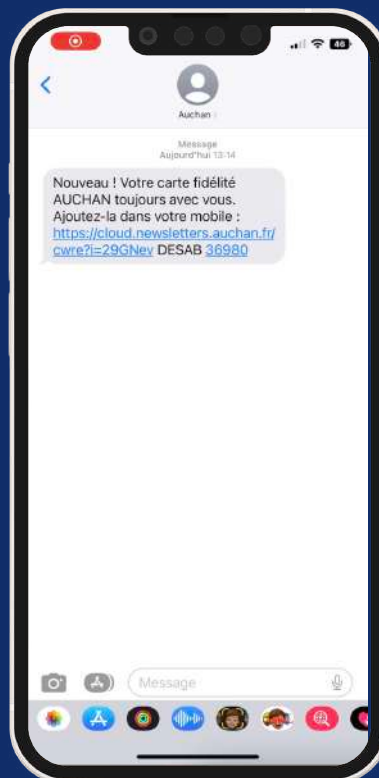 46
Auchan
Message
Aujourd'hui 13:14
Nouveau ! Votre carte fidélité
AUCHAN toujours avec vous.
Ajoutez-la dans votre mobile :
https://cloud.newsletters.auchan.fr/
cwre?i=29GNev DESAB 36980
Message